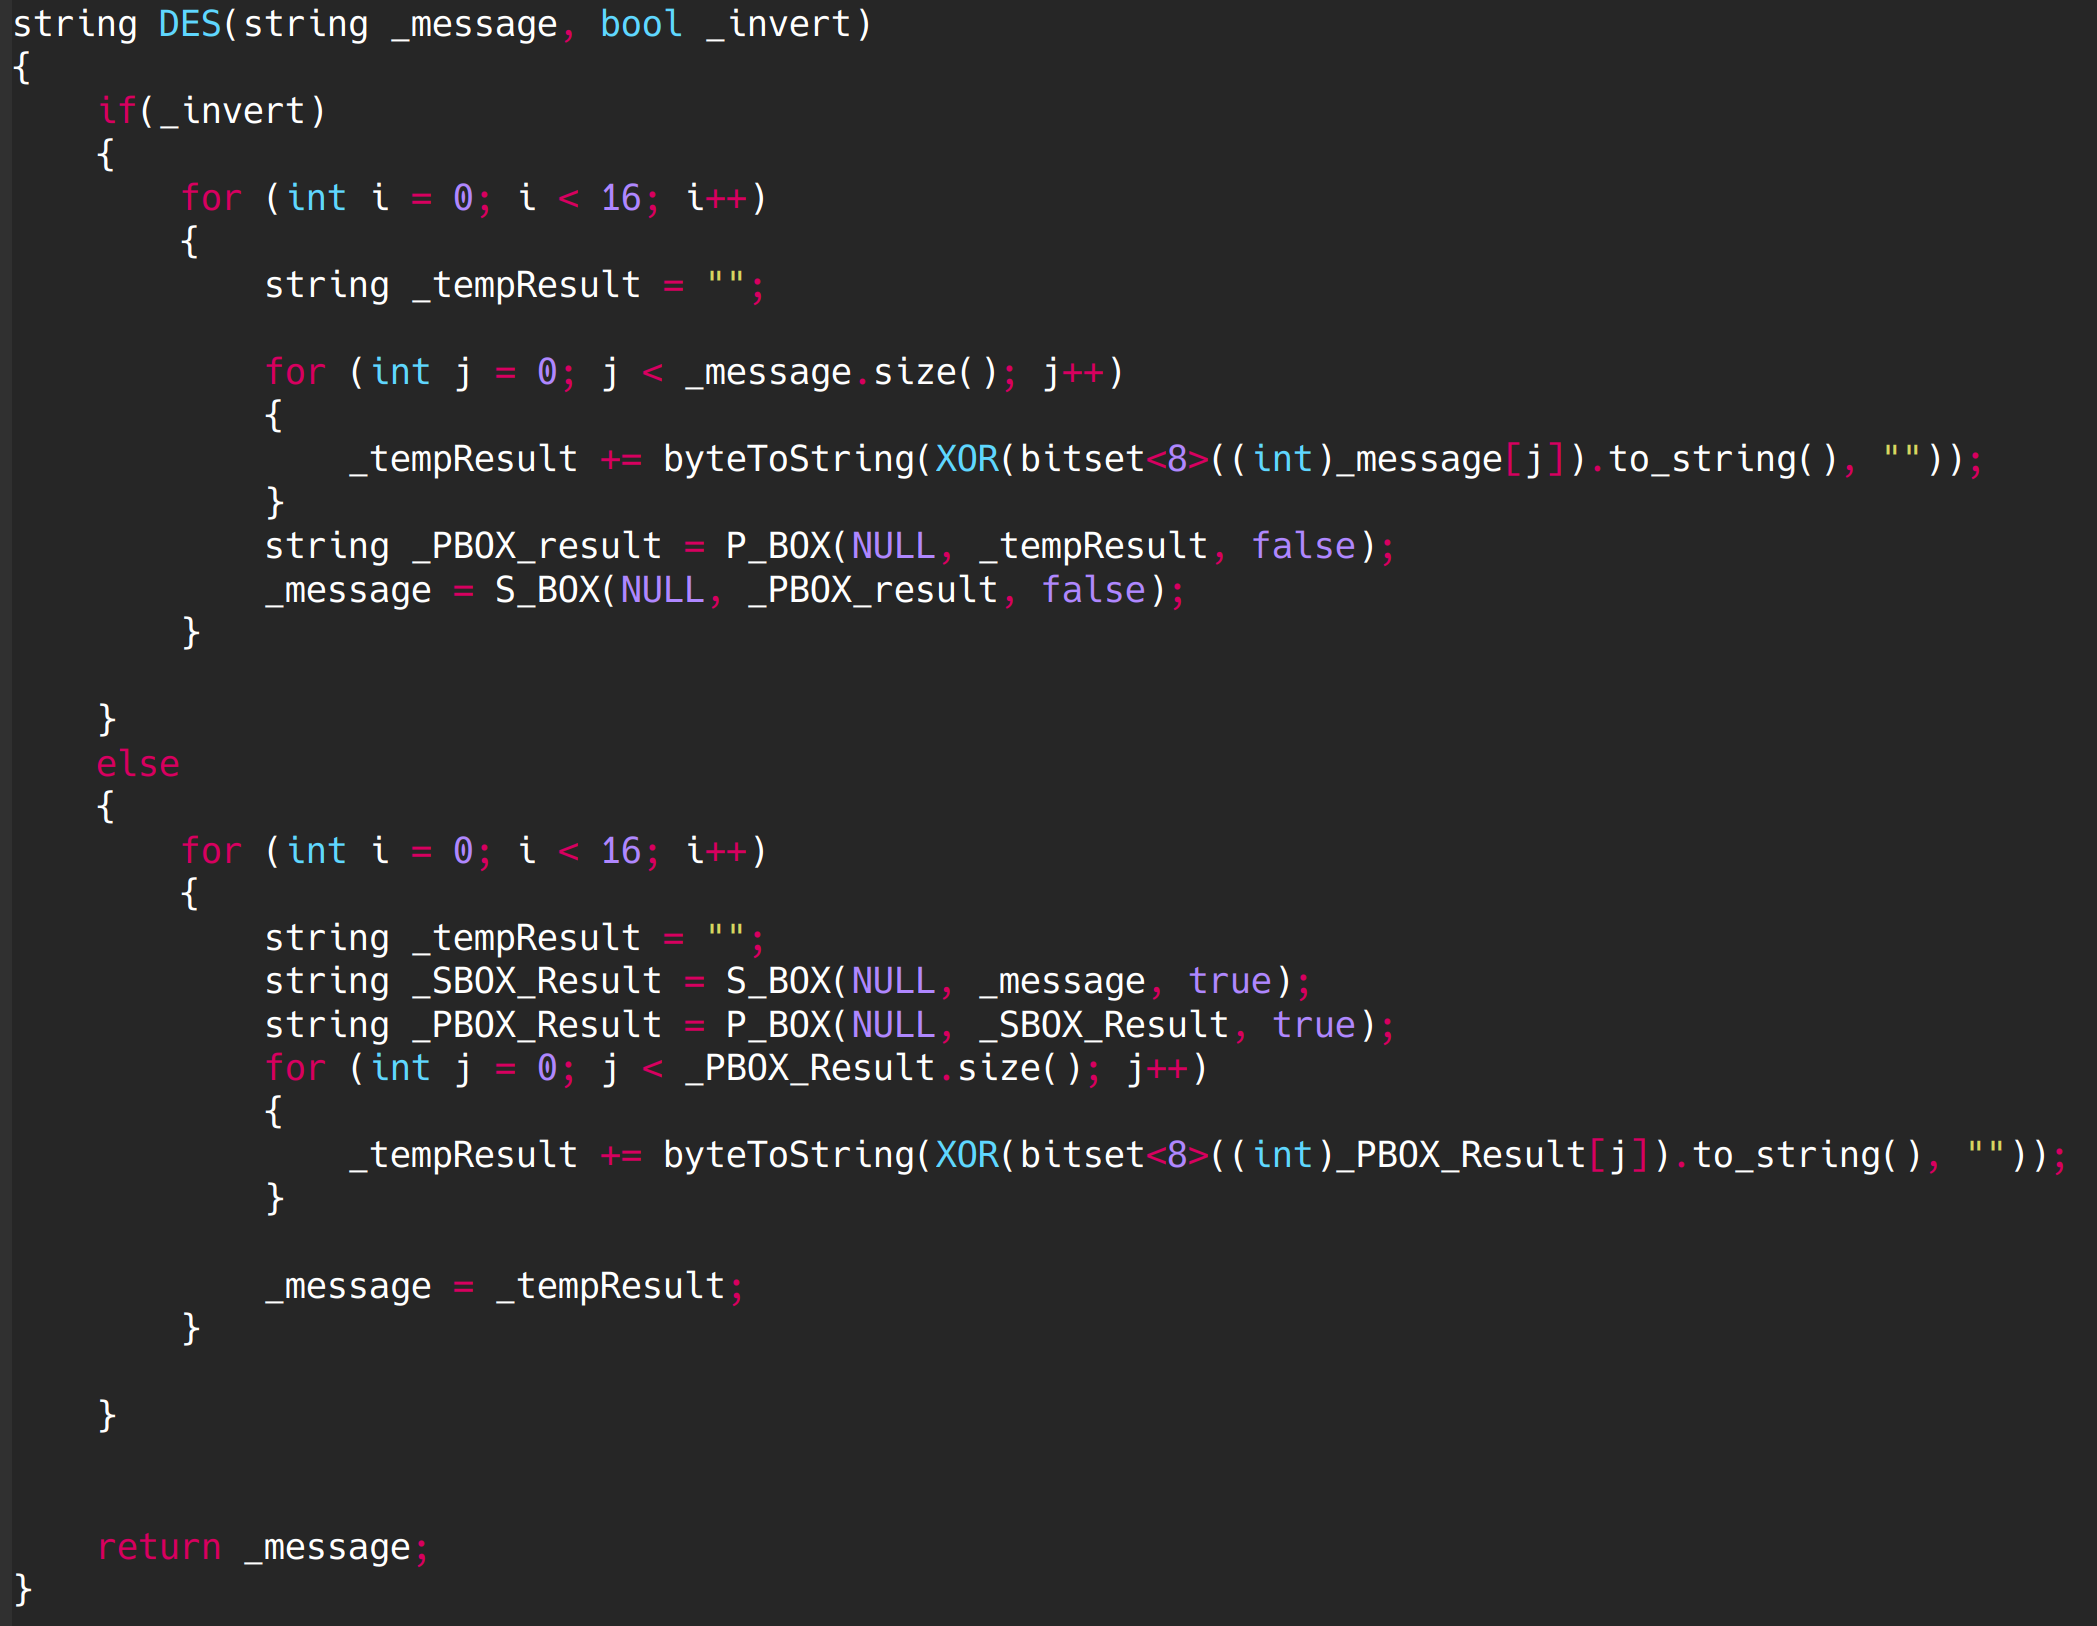 string DES(string _message, bool _invert)
{
    if(_invert)
    {
        for (int i = 0; i < 16; i++)
        {
            string _tempResult = "";
            for (int j = 0; j < _message.size(); j++)
            {
                _tempResult += byteToString(XOR(bitset<8>((int)_message[j]).to_string(), ""));
            }
            string _PBOX_result = P_BOX(NULL, _tempResult, false);
            _message = S_BOX(NULL, _PBOX_result, false);
        }
    }
    else
    {
        for (int i = 0; i < 16; i++)
        {
            string _tempResult = "";
            string _SBOX_Result = S_BOX(NULL, _message, true);
            string _PBOX_Result = P_BOX(NULL, _SBOX_Result, true);
            for (int j = 0; j < _PBOX_Result.size(); j++)
            {
                _tempResult += byteToString(XOR(bitset<8>((int)_PBOX_Result[j]).to_string(), ""));
            }
            _message = _tempResult;
        }
    }
    return _message;
}